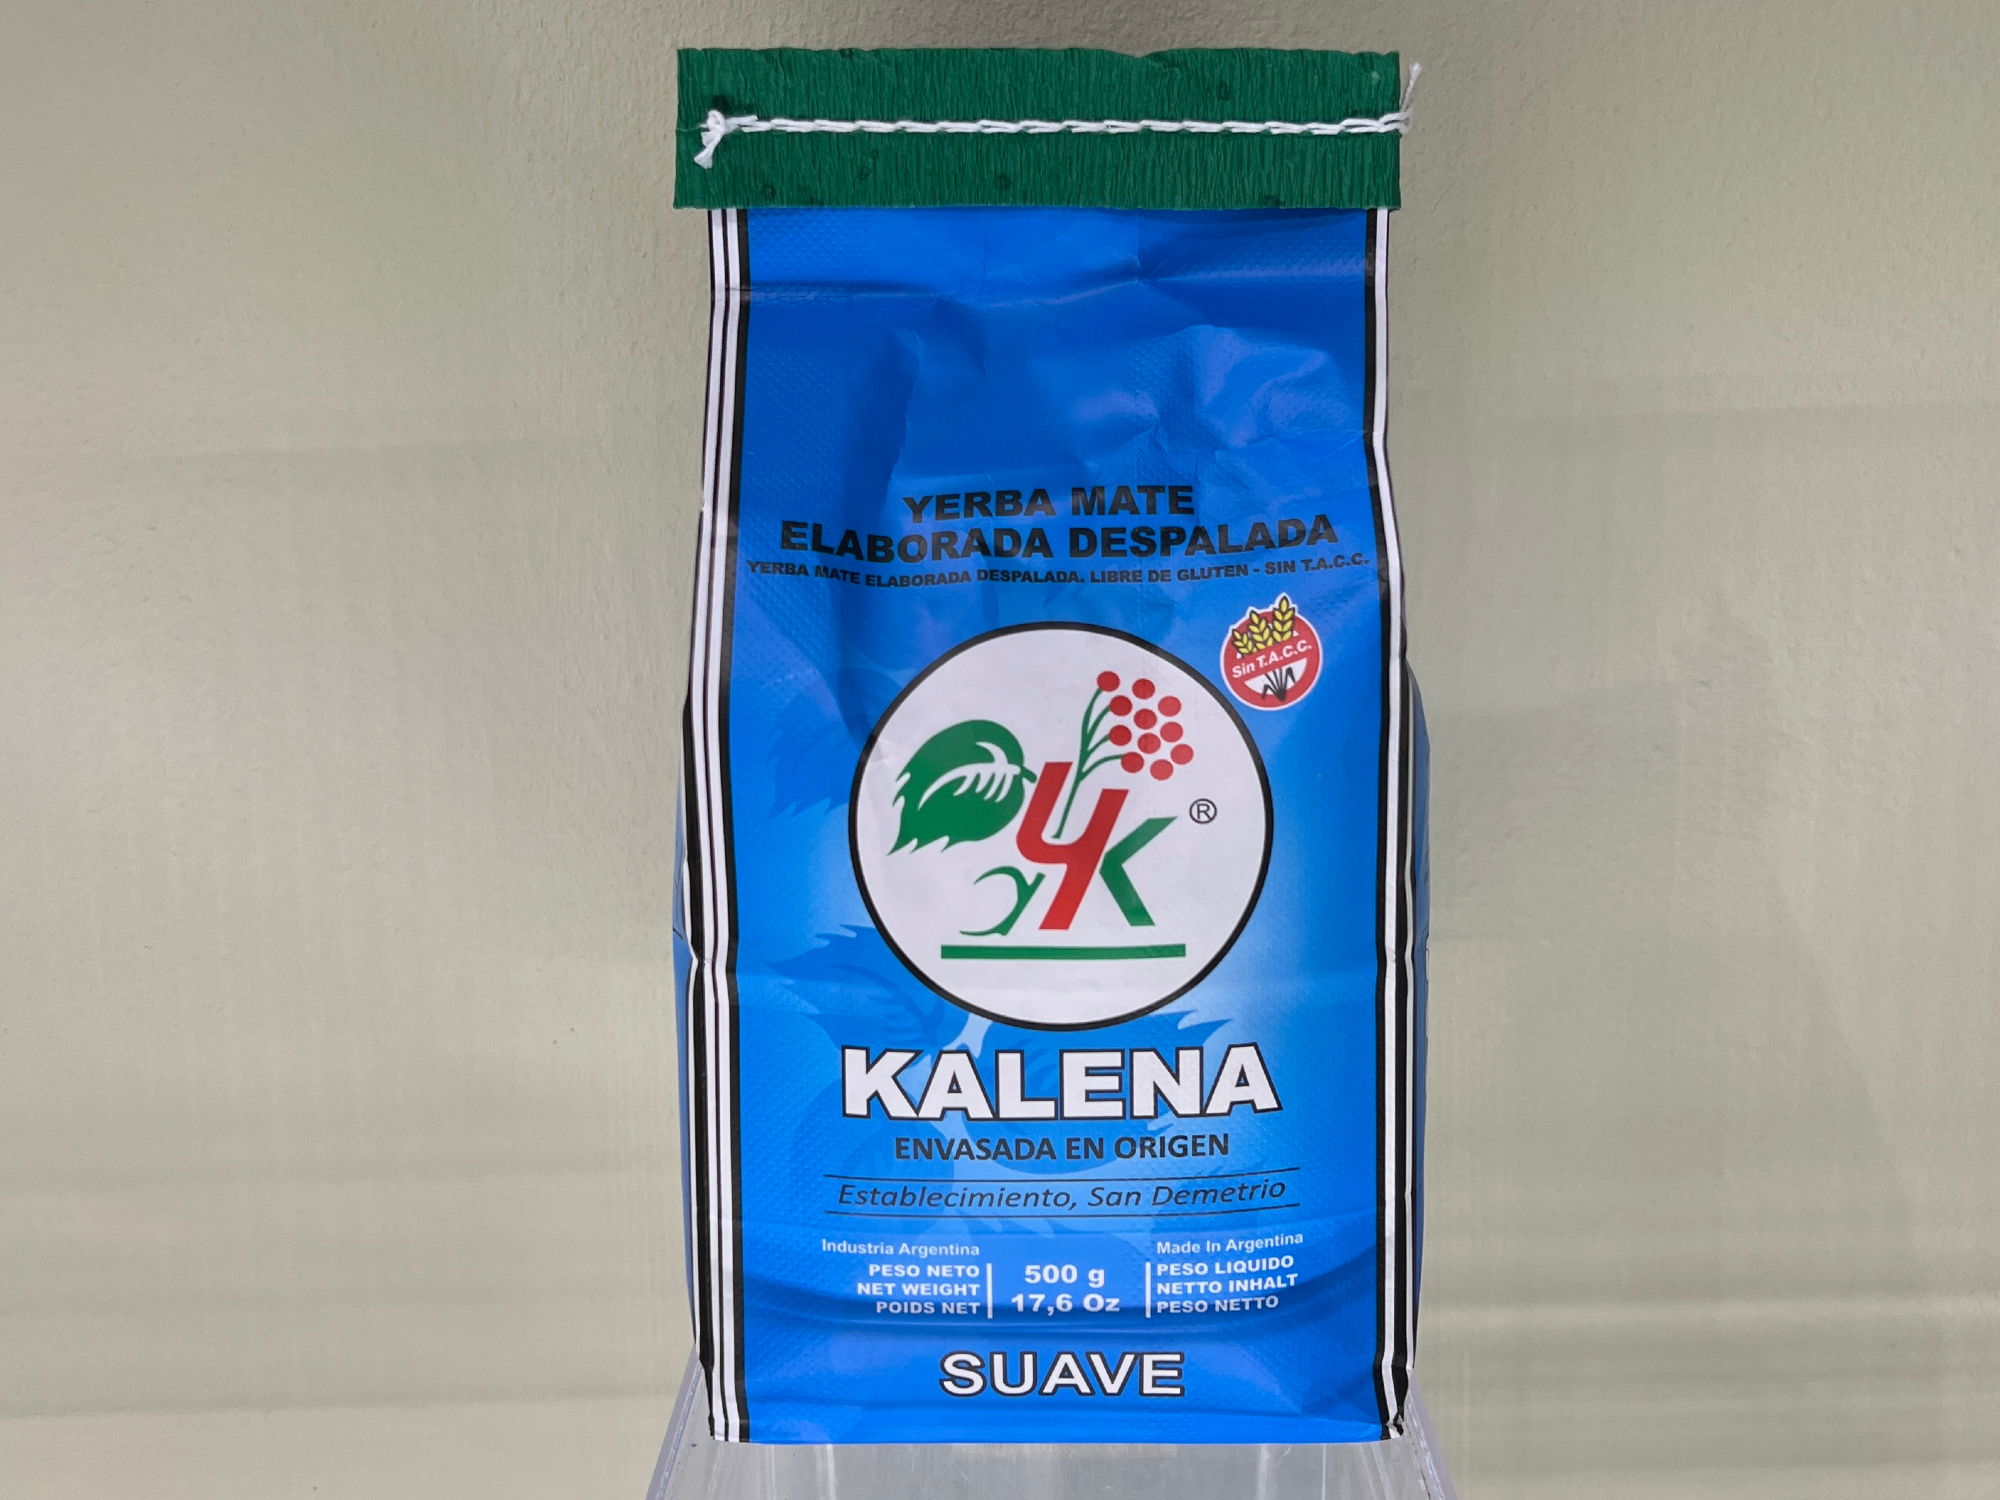 YERBA MATE
ELABORADA DESPALADA
YERBA MATE ELABORADA DESPALADA. LIBRE DE GLUTEN - SIN T.A.C.C.
Sin T.A.C.C.
YK ®
KALENA
ENVASADA EN ORIGEN
Establecimiento, San Demetrio
Industria Argentina
PESO NETO
NET WEIGHT
POIDS NET
500 g
17,6 Oz
Made In Argentina
PESO LIQUIDO
NETTO INHALT
PESO NETTO
SUAVE